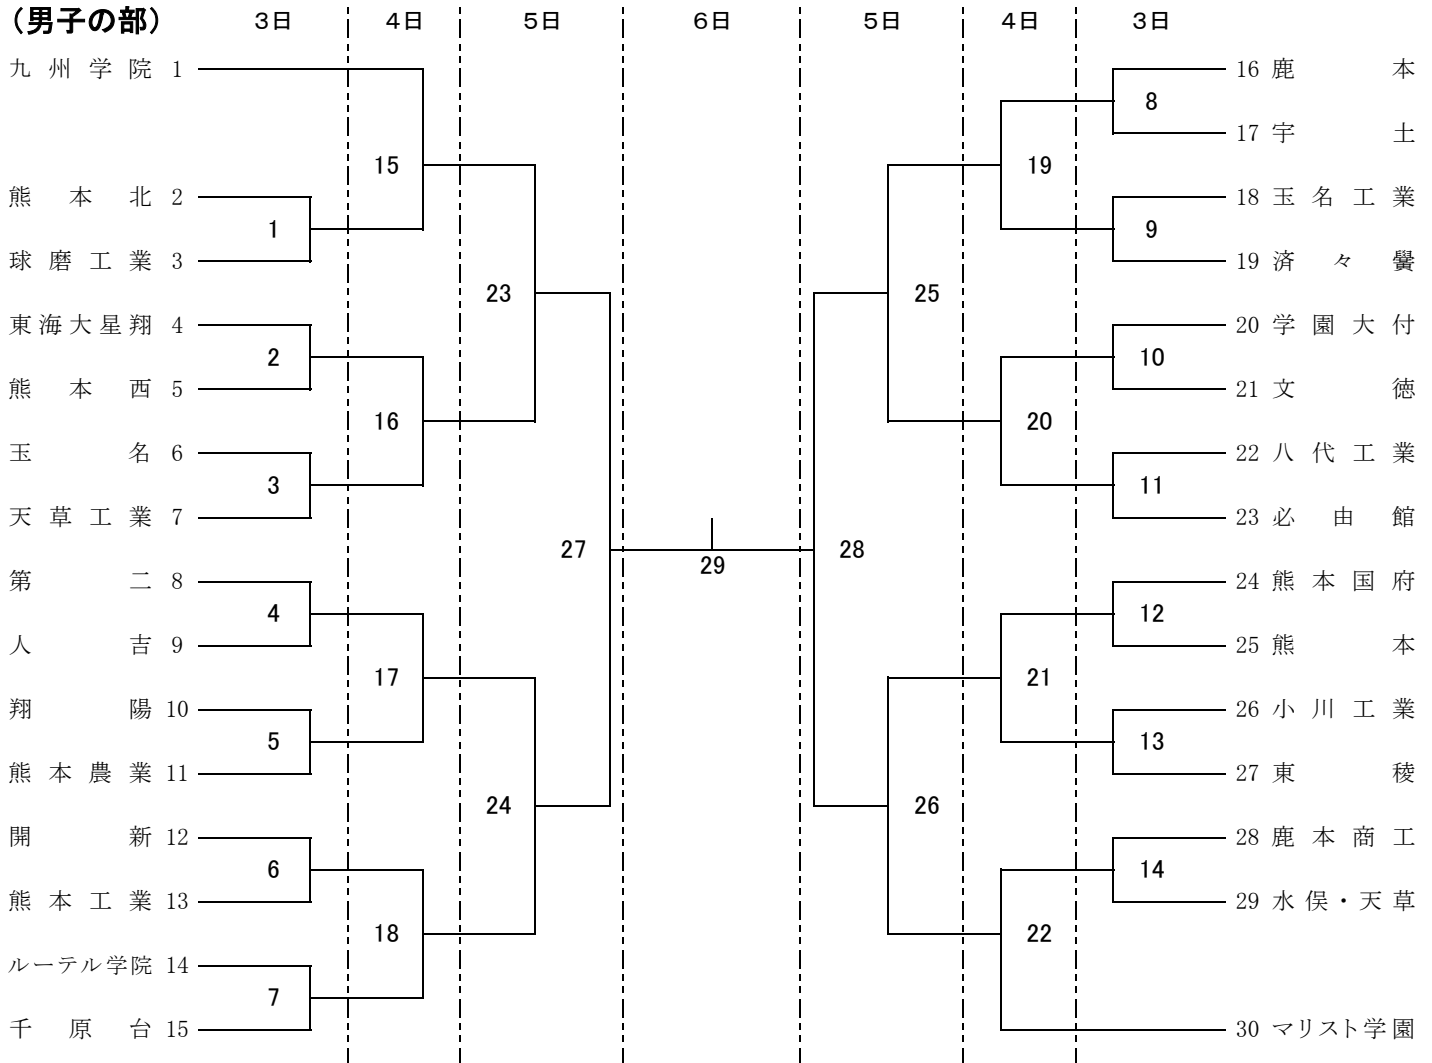 （男子の部） 3日 4日 5日 6日 5日 4日 3日
九州学院 1
熊本北 2
球磨工業 3
東海大星翔 4
熊本西 5
玉名 6
天草工業 7
第二 8
人吉 9
翔陽 10
熊本農業 11
開新 12
熊本工業 13
ルーテル学院 14
千原台 15
1
2
3
4
5
6
7
15
16
17
18
23
24
27
29
28
25
26
19
20
21
22
8
9
10
11
12
13
14
16 鹿本
17 宇土
18 玉名工業
19 済々黌
20 学園大付
21 文徳
22 八代工業
23 必由館
24 熊本国府
25 熊本
26 小川工業
27 東稜
28 鹿本商工
29 水俣・天草
30 マリスト学園